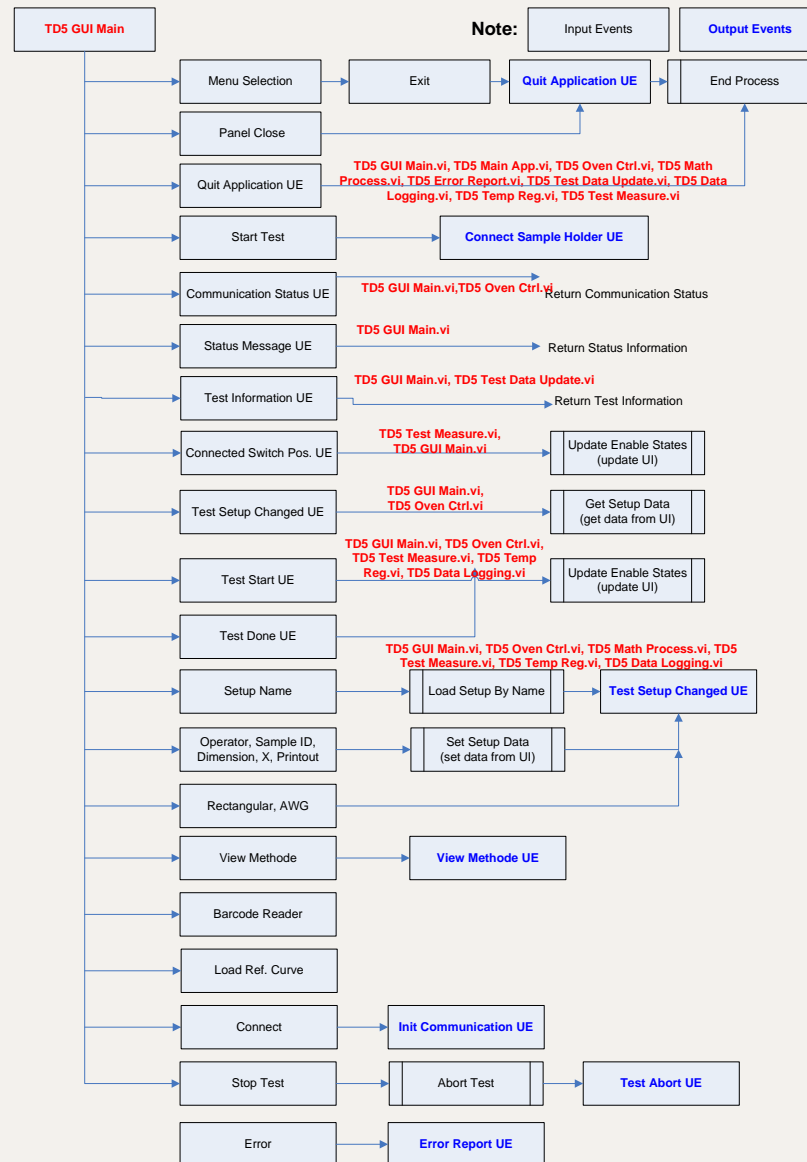 TD5 GUI Main
Note:
Input Events
Output Events
Menu Selection
Exit
Quit Application UE
End Process
Panel Close
Quit Application UE
TD5 GUI Main.vi, TD5 Main App.vi, TD5 Oven Ctrl.vi, TD5 Math
Process.vi, TD5 Error Report.vi, TD5 Test Data Update.vi, TD5 Data
Logging.vi, TD5 Temp Reg.vi, TD5 Test Measure.vi
Start Test
Connect Sample Holder UE
Communication Status UE
TD5 GUI Main.vi,TD5 Oven Ctrl.vi
Return Communication Status
Status Message UE
TD5 GUI Main.vi
Return Status Information
Test Information UE
TD5 GUI Main.vi, TD5 Test Data Update.vi
Return Test Information
Connected Switch Pos. UE
TD5 Test Measure.vi,
TD5 GUI Main.vi
Update Enable States
(update UI)
Test Setup Changed UE
TD5 GUI Main.vi,
TD5 Oven Ctrl.vi
Get Setup Data
(get data from UI)
Test Start UE
TD5 GUI Main.vi, TD5 Oven Ctrl.vi,
TD5 Test Measure.vi, TD5 Temp
Reg.vi, TD5 Data Logging.vi
Update Enable States
(update UI)
Test Done UE
TD5 GUI Main.vi, TD5 Oven Ctrl.vi, TD5 Math Process.vi, TD5
Test Measure.vi, TD5 Temp Reg.vi, TD5 Data Logging.vi
Setup Name
Load Setup By Name
Test Setup Changed UE
Operator, Sample ID,
Dimension, X, Printout
Set Setup Data
(set data from UI)
Rectangular, AWG
View Methode
View Methode UE
Barcode Reader
Load Ref. Curve
Connect
Init Communication UE
Stop Test
Abort Test
Test Abort UE
Error
Error Report UE